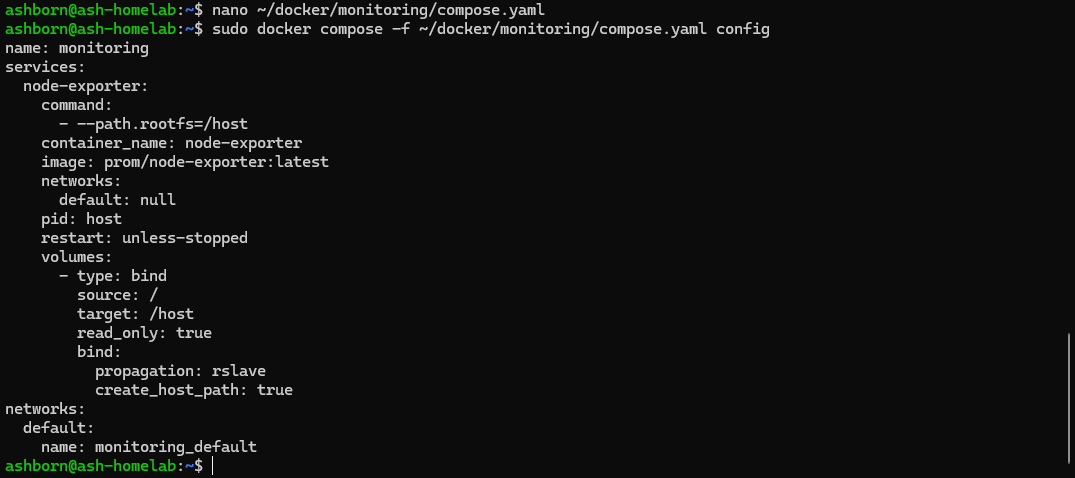 ashborn@ash-homelab:~$ nano ~/docker/monitoring/compose.yaml
ashborn@ash-homelab:~$ sudo docker compose -f ~/docker/monitoring/compose.yaml config
name: monitoring
services:
  node-exporter:
    command:
      - --path.rootfs=/host
    container_name: node-exporter
    image: prom/node-exporter:latest
    networks:
      default: null
    pid: host
    restart: unless-stopped
    volumes:
      - type: bind
        source: /
        target: /host
        read_only: true
        bind:
          propagation: rslave
          create_host_path: true
networks:
  default:
    name: monitoring_default
ashborn@ash-homelab:~$